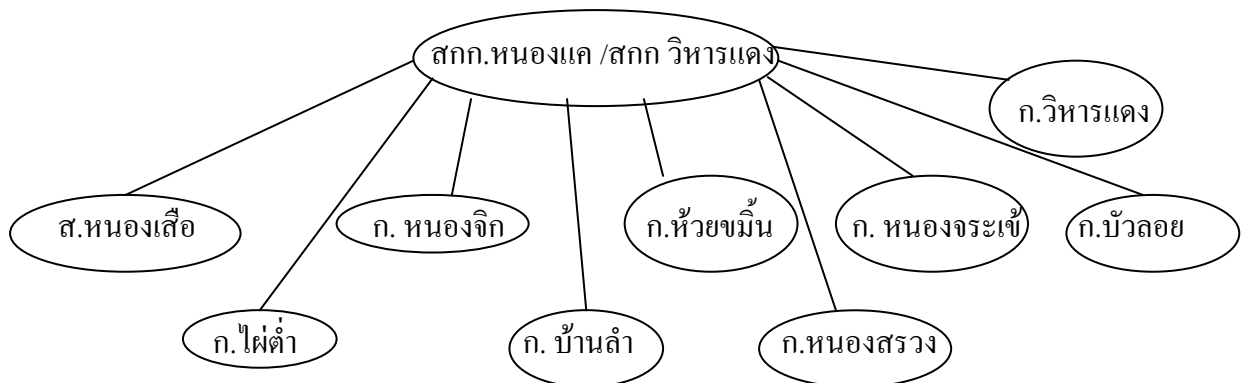 สกก.หนองแค /สกก วิหารแดง
ก.วิหารแดง
ส.หนองเสือ
ก. หนองจิก
ก.ห้วยขมิ้น
ก. หนองจระเข้
ก.บัวลอย
ก.ไผ่ต่ำ
ก. บ้านลำ
ก.หนองสรวง